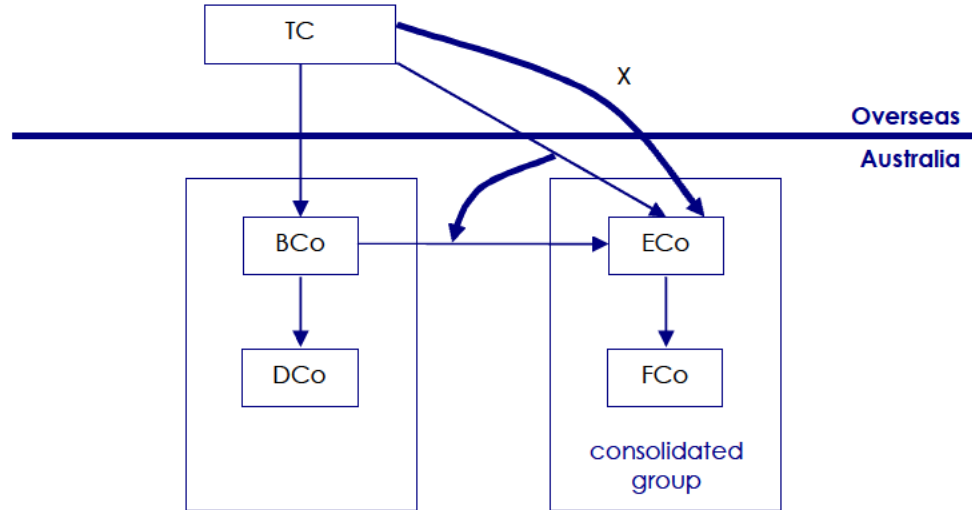 TC
X
Overseas
Australia
BCo
ECo
DCo
FCo
consolidated
group